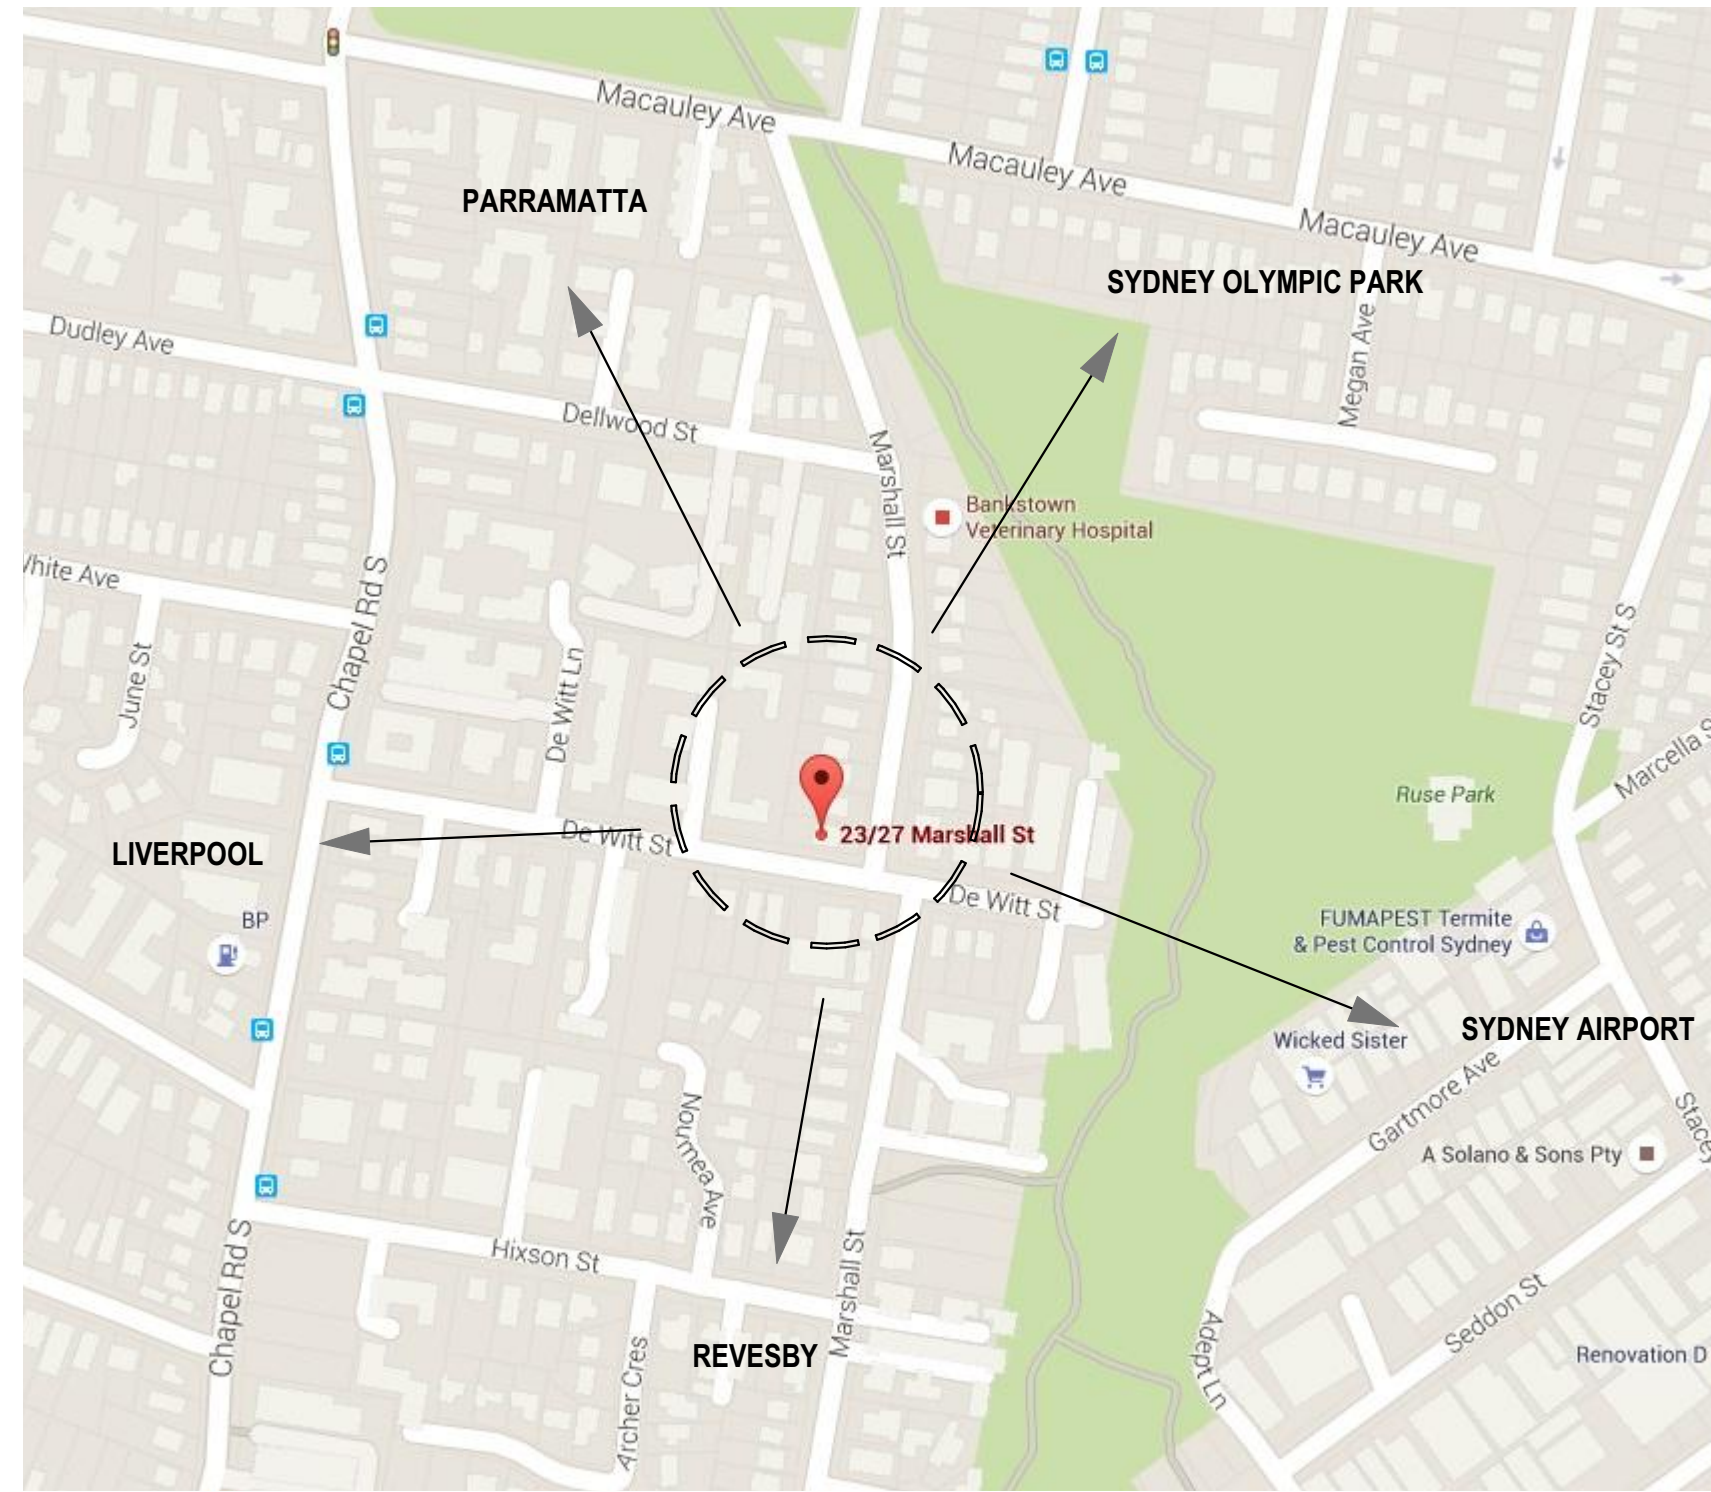 Macauley Ave
Macauley Ave
PARRAMATTA
Macauley Ave
SYDNEY OLYMPIC PARK
Dudley Ave
Megan Ave
Dellwood St
Marshall St
Bankstown
Veterinary Hospital
White Ave
Chapel Rd S
June St
De Witt Ln
Stacey St S
Marcella S
Ruse Park
23/27 Marshall St
De Witt St
LIVERPOOL
De Witt St
BP
FUMAPEST Termite
& Pest Control Sydney
Wicked Sister
SYDNEY AIRPORT
Gartmore Ave
Stacey
A Solano & Sons Pty
Noumea Ave
Hixson St
Chapel Rd S
Marshall St
REVESBY
Archer Cres
Adept Ln
Seddon St
Renovation D